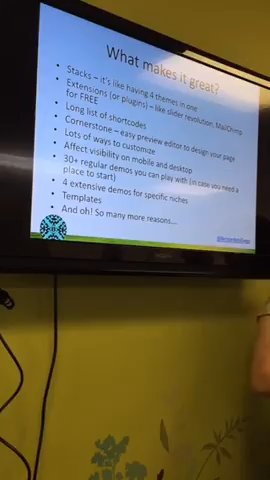 What makes it great?
• Stacks – it's like having 4 themes in one
• Extensions (or plugins) – like slider revolution, MailChimp
for FREE
• Long list of shortcodes
• Cornerstone – easy preview editor to design your page
• Lots of ways to customize
• Affect visibility on mobile and desktop
• 30+ regular demos you can play with (in case you need a
place to start)
• 4 extensive demos for specific niches
• Templates
• And oh! So many more reasons….